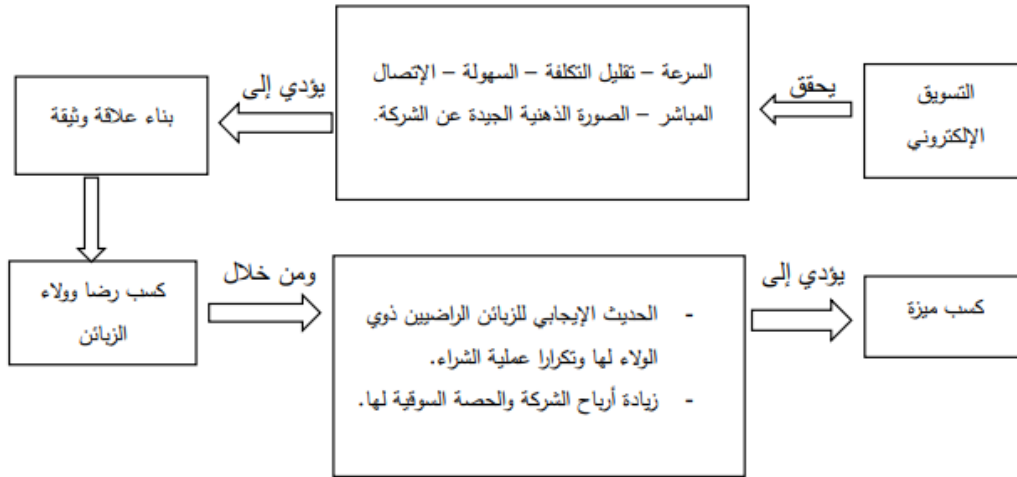 التسويق
الإلكتروني
يحقق
السرعة – تقليل التكلفة – السهولة – الإتصال
المباشر – الصورة الذهنية الجيدة عن الشركة.
يؤدي إلى
بناء علاقة وثيقة
كسب رضا وولاء
الزبائن
ومن خلال
- الحديث الإيجابي للزبائن الراضيين ذوي
الولاء لها وتكرارا عملية الشراء.
- زيادة أرباح الشركة والحصة السوقية لها.
يؤدي إلى
كسب ميزة